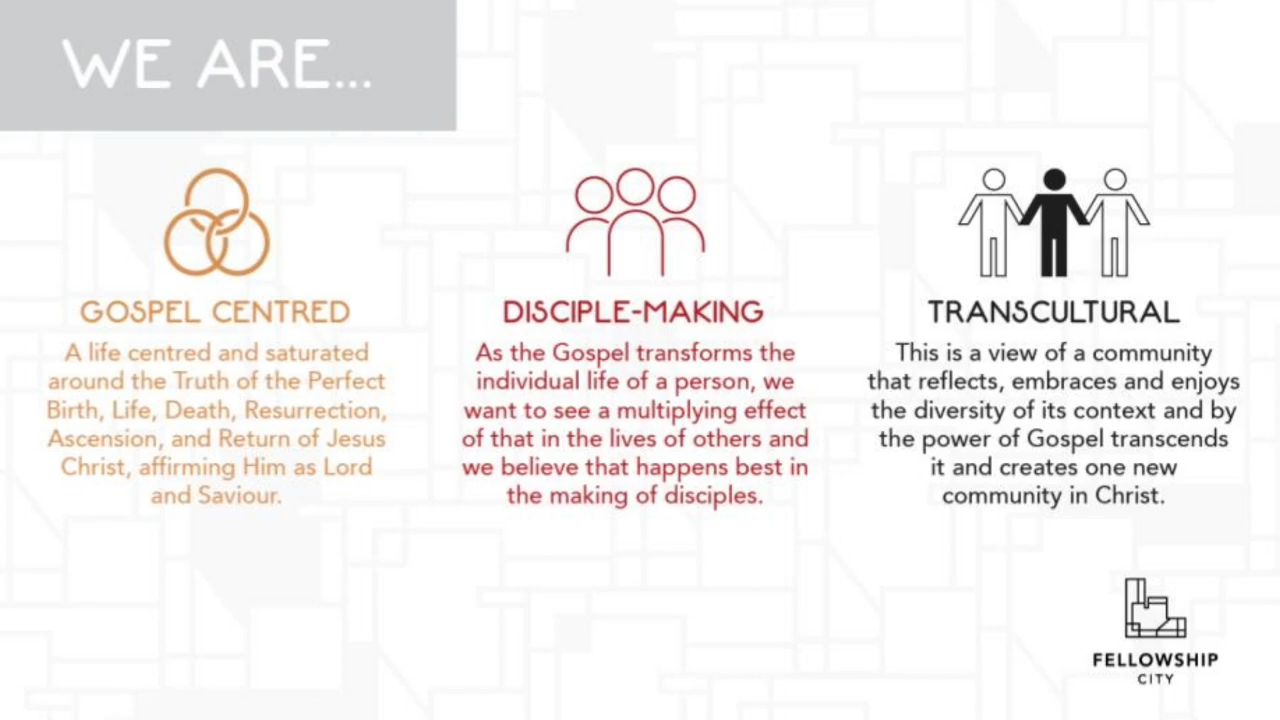 WE ARE...
GOSPEL CENTRED
A life centred and saturated
around the Truth of the Perfect
Birth, Life, Death, Resurrection,
Ascension, and Return of Jesus
Christ, affirming Him as Lord
and Saviour.
DISCIPLE-MAKING
As the Gospel transforms the
individual life of a person, we
want to see a multiplying effect
of that in the lives of others and
we believe that happens best in
the making of disciples.
TRANSCULTURAL
This is a view of a community
that reflects, embraces and enjoys
the diversity of its context and by
the power of Gospel transcends
it and creates one new
community in Christ.
FELLOWSHIP
CITY